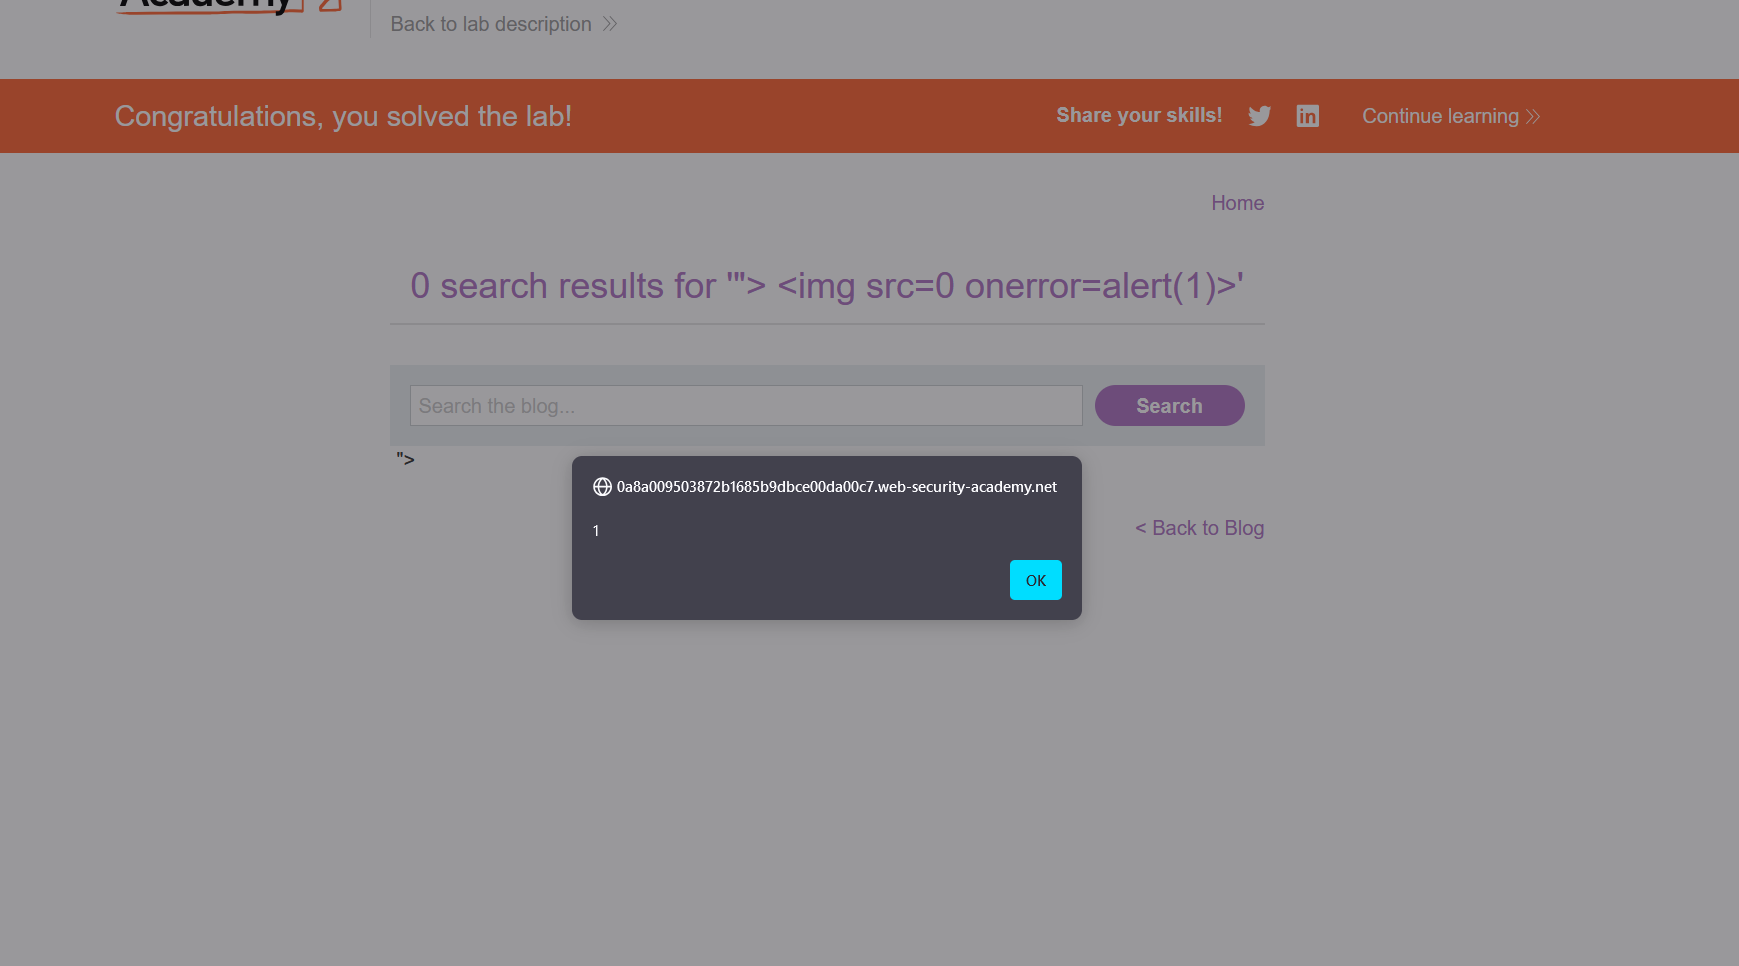 Academy
Back to lab description
Congratulations, you solved the lab!
Share your skills!
in
Continue learning
Home
0 search results for '"> <img src=0 onerror=alert(1)>'
Search the blog...
Search
">
0a8a009503872b1685b9dbce00da00c7.web-security-academy.net
1
OK
< Back to Blog